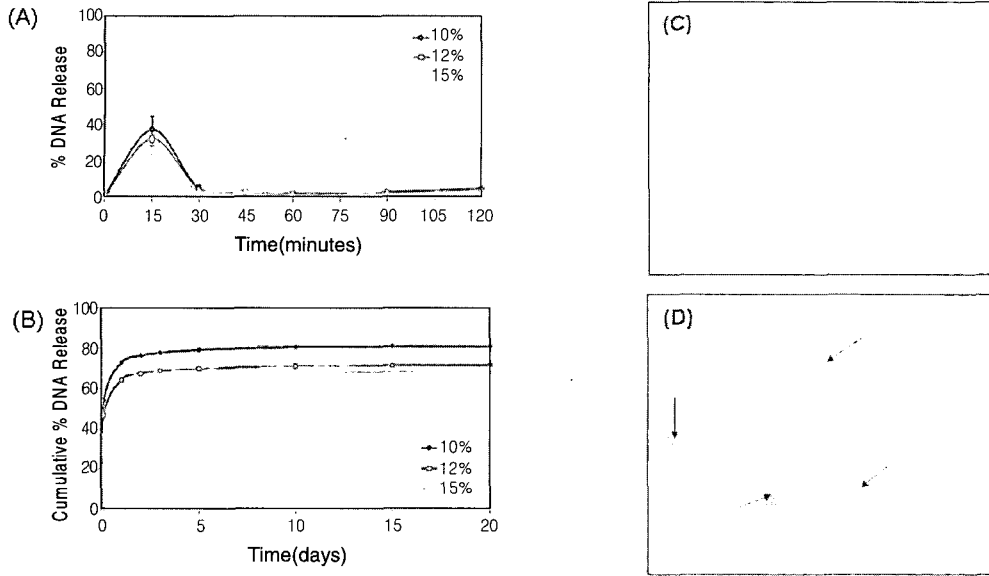 (A)
% DNA Release
100
80
60
40
20
0
10%
12%
15%
0 15 30 45 60 75 90 105 120
Time(minutes)
(B)
Cumulative % DNA Release
100
80
60
40
20
0
10%
12%
15%
0 5 10 15 20
Time(days)
(C)
(D)